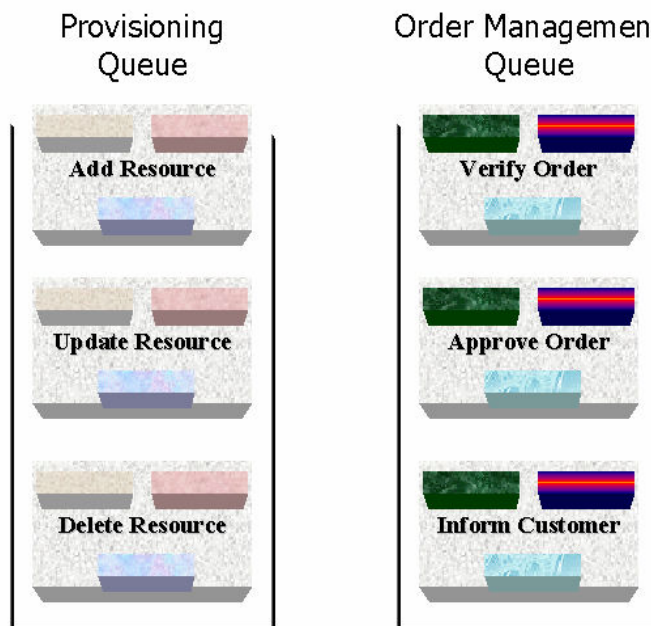 Provisioning
Queue
Add Resource
Update Resource
Delete Resource
Order Managemen
Queue
Verify Order
Approve Order
Inform Customer